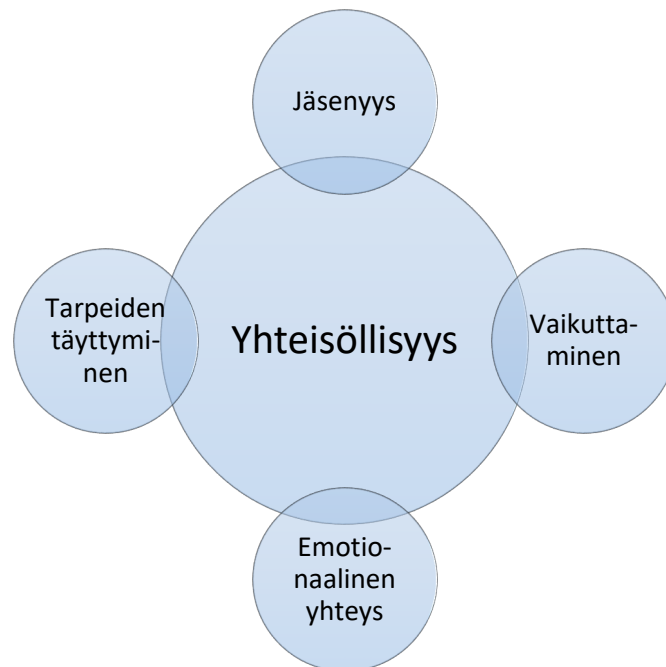 Jäsenyys
Tarpeiden
täyttymi-
nen
Yhteisöllisyys
Vaikutta-
minen
Emotio-
naalinen
yhteys